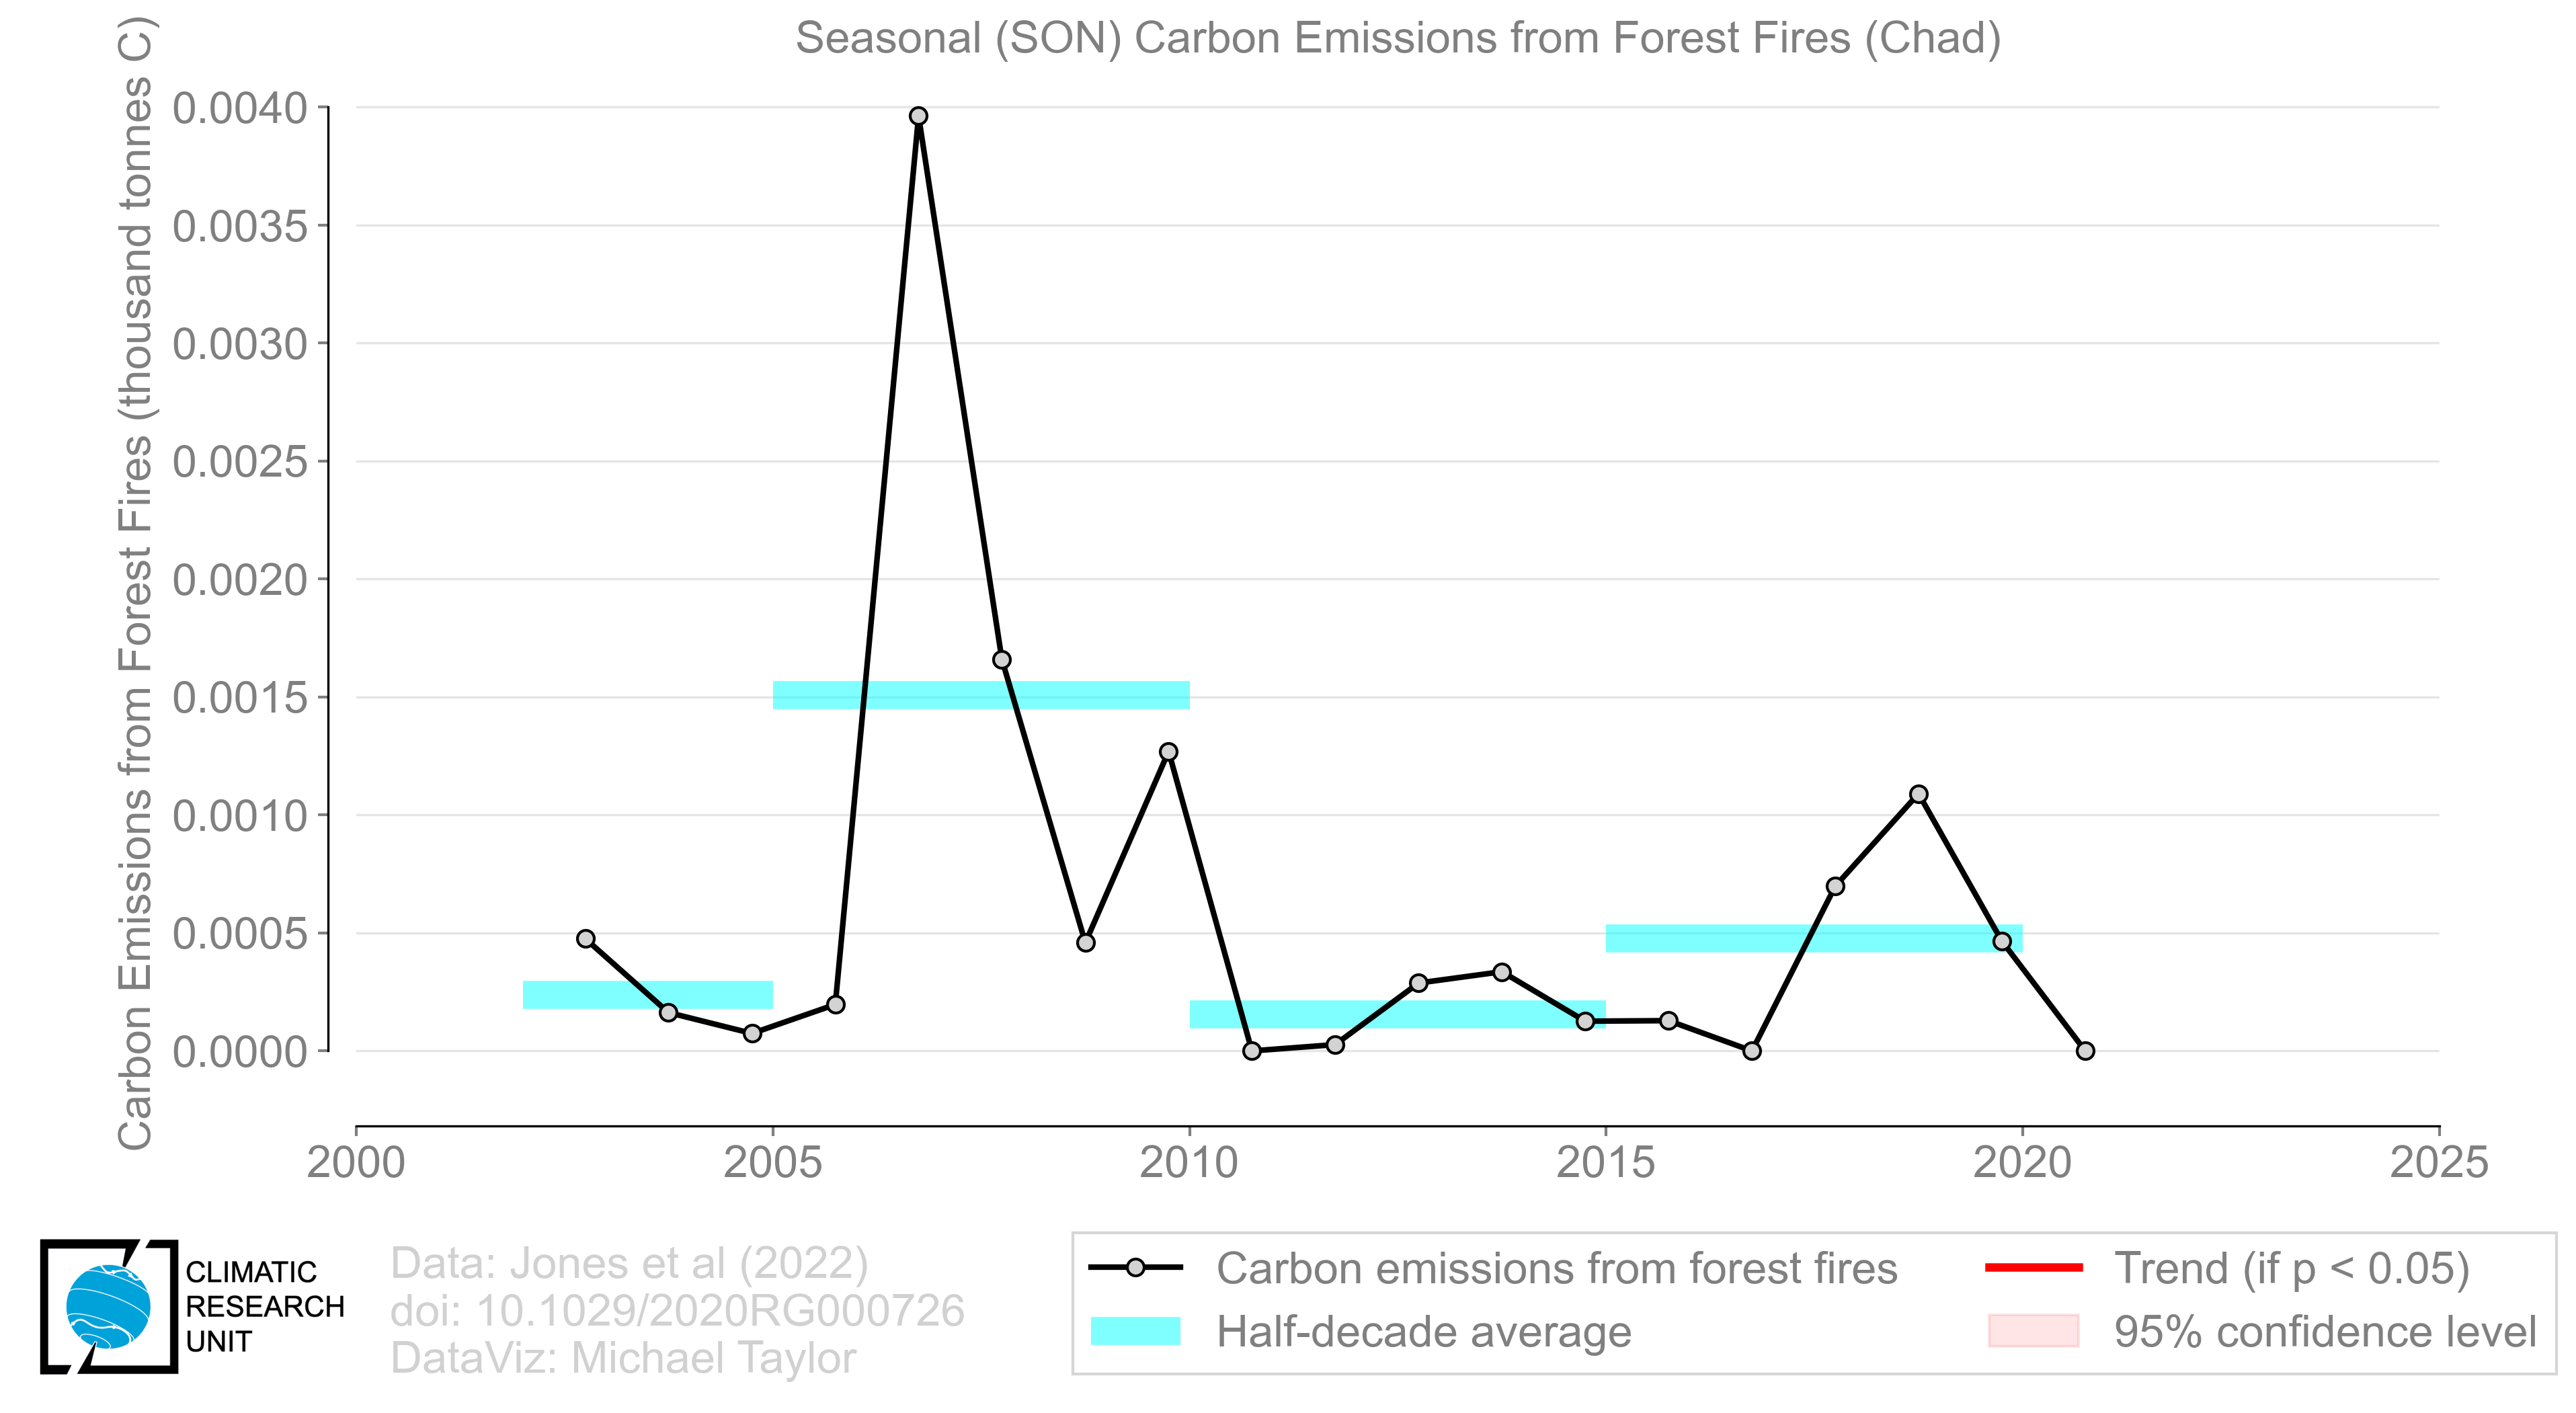 Seasonal (SON) Carbon Emissions from Forest Fires (Chad)
Carbon Emissions from Forest Fires (thousand tonnes C)
0.0040
0.0035
0.0030
0.0025
0.0020
0.0015
0.0010
0.0005
0.0000
2000 2005 2010 2015 2020 2025
CLIMATIC
RESEARCH
UNIT
Data: Jones et al (2022)
doi: 10.1029/2020RG000726
DataViz: Michael Taylor
Carbon emissions from forest fires
Half-decade average
Trend (if p < 0.05)
95% confidence level